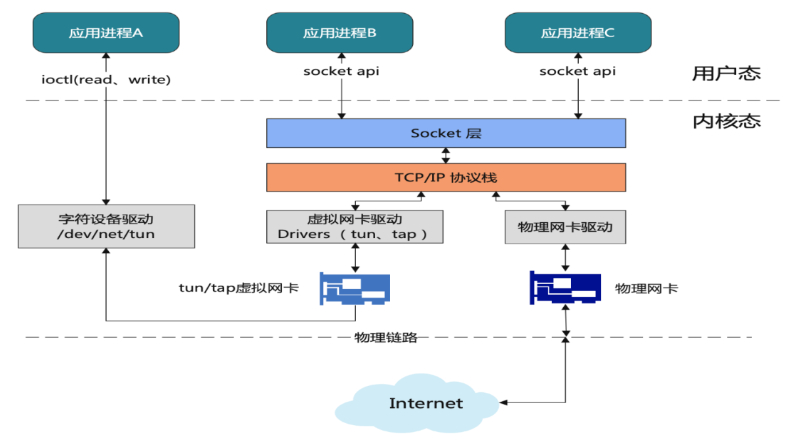 应用进程A
应用进程B
应用进程C
ioctl(read、write)
socket api
socket api
用户态
内核态
Socket 层
TCP/IP 协议栈
字符设备驱动
/dev/net/tun
虚拟网卡驱动
Drivers （tun、tap）
物理网卡驱动
tun/tap虚拟网卡
物理网卡
物理链路
Internet